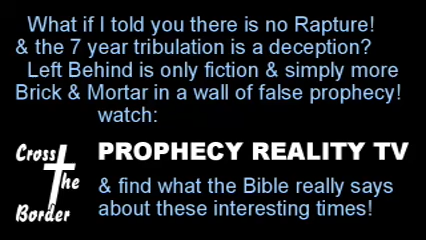 What if I told you there is no Rapture!
& the 7 year tribulation is a deception?
Left Behind is only fiction & simply more
Brick & Mortar in a wall of false prophecy!
watch:
Cross
The
Border
PROPHECY REALITY TV
& find what the Bible really says
about these interesting times!